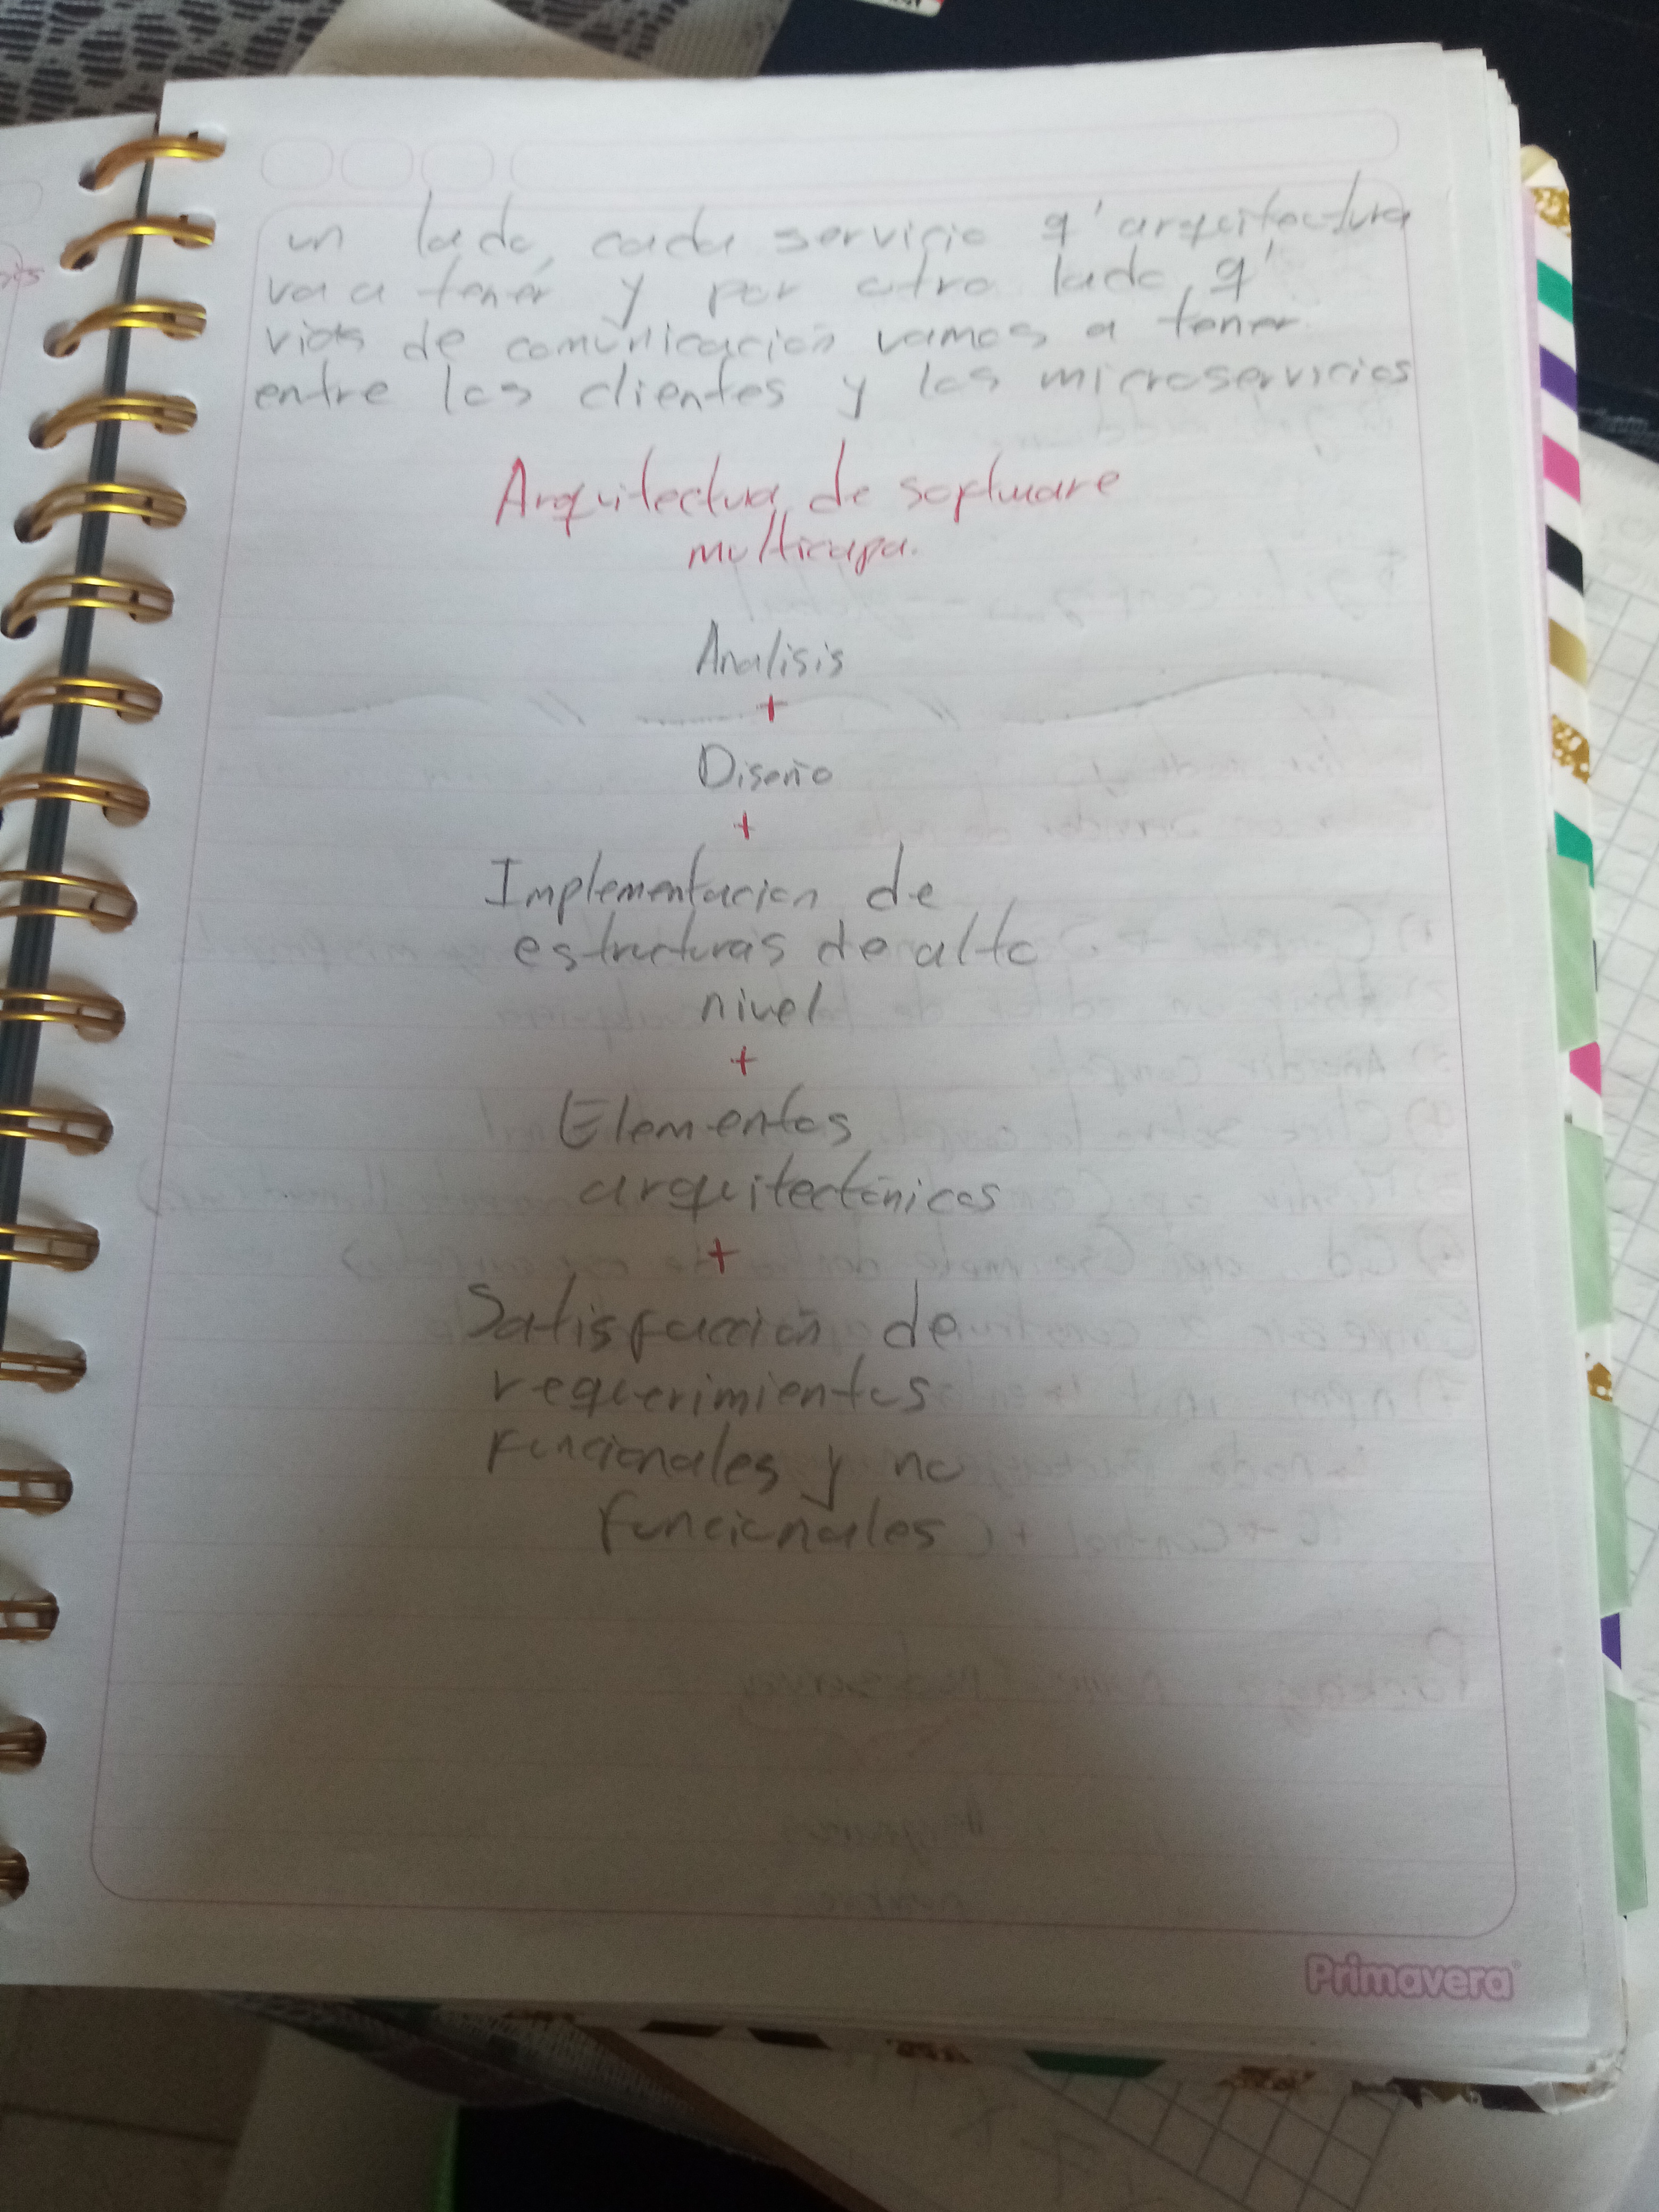 un lado, cada servicio q' arquitectura
va a tener y por otro lado, q'
vias de comunicación vamos a tener
entre los clientes y los microservicios
Arquitectura de software
multicapa.
Analisis
+
Diseño
+
Implementacion de
estructuras de alto
nivel
+
Elementos
arquitectónicos
+
Satisfacción de
requerimientos
funcionales y no
funcionales
Primavera